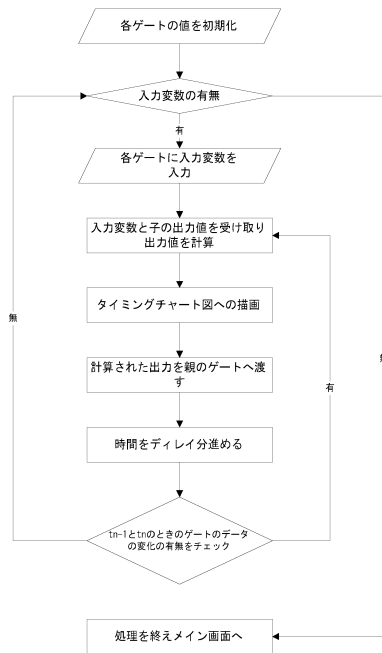 各ゲートの値を初期化
入力変数の有無
有
各ゲートに入力変数を
入力
入力変数と子の出力値を受け取り
出力値を計算
タイミングチャート図への描画
無
計算された出力を親のゲートへ渡
す
有
時間をディレイ分進める
tn-1とtnのときのゲートのデータ
の変化の有無をチェック
処理を終えメイン画面へ